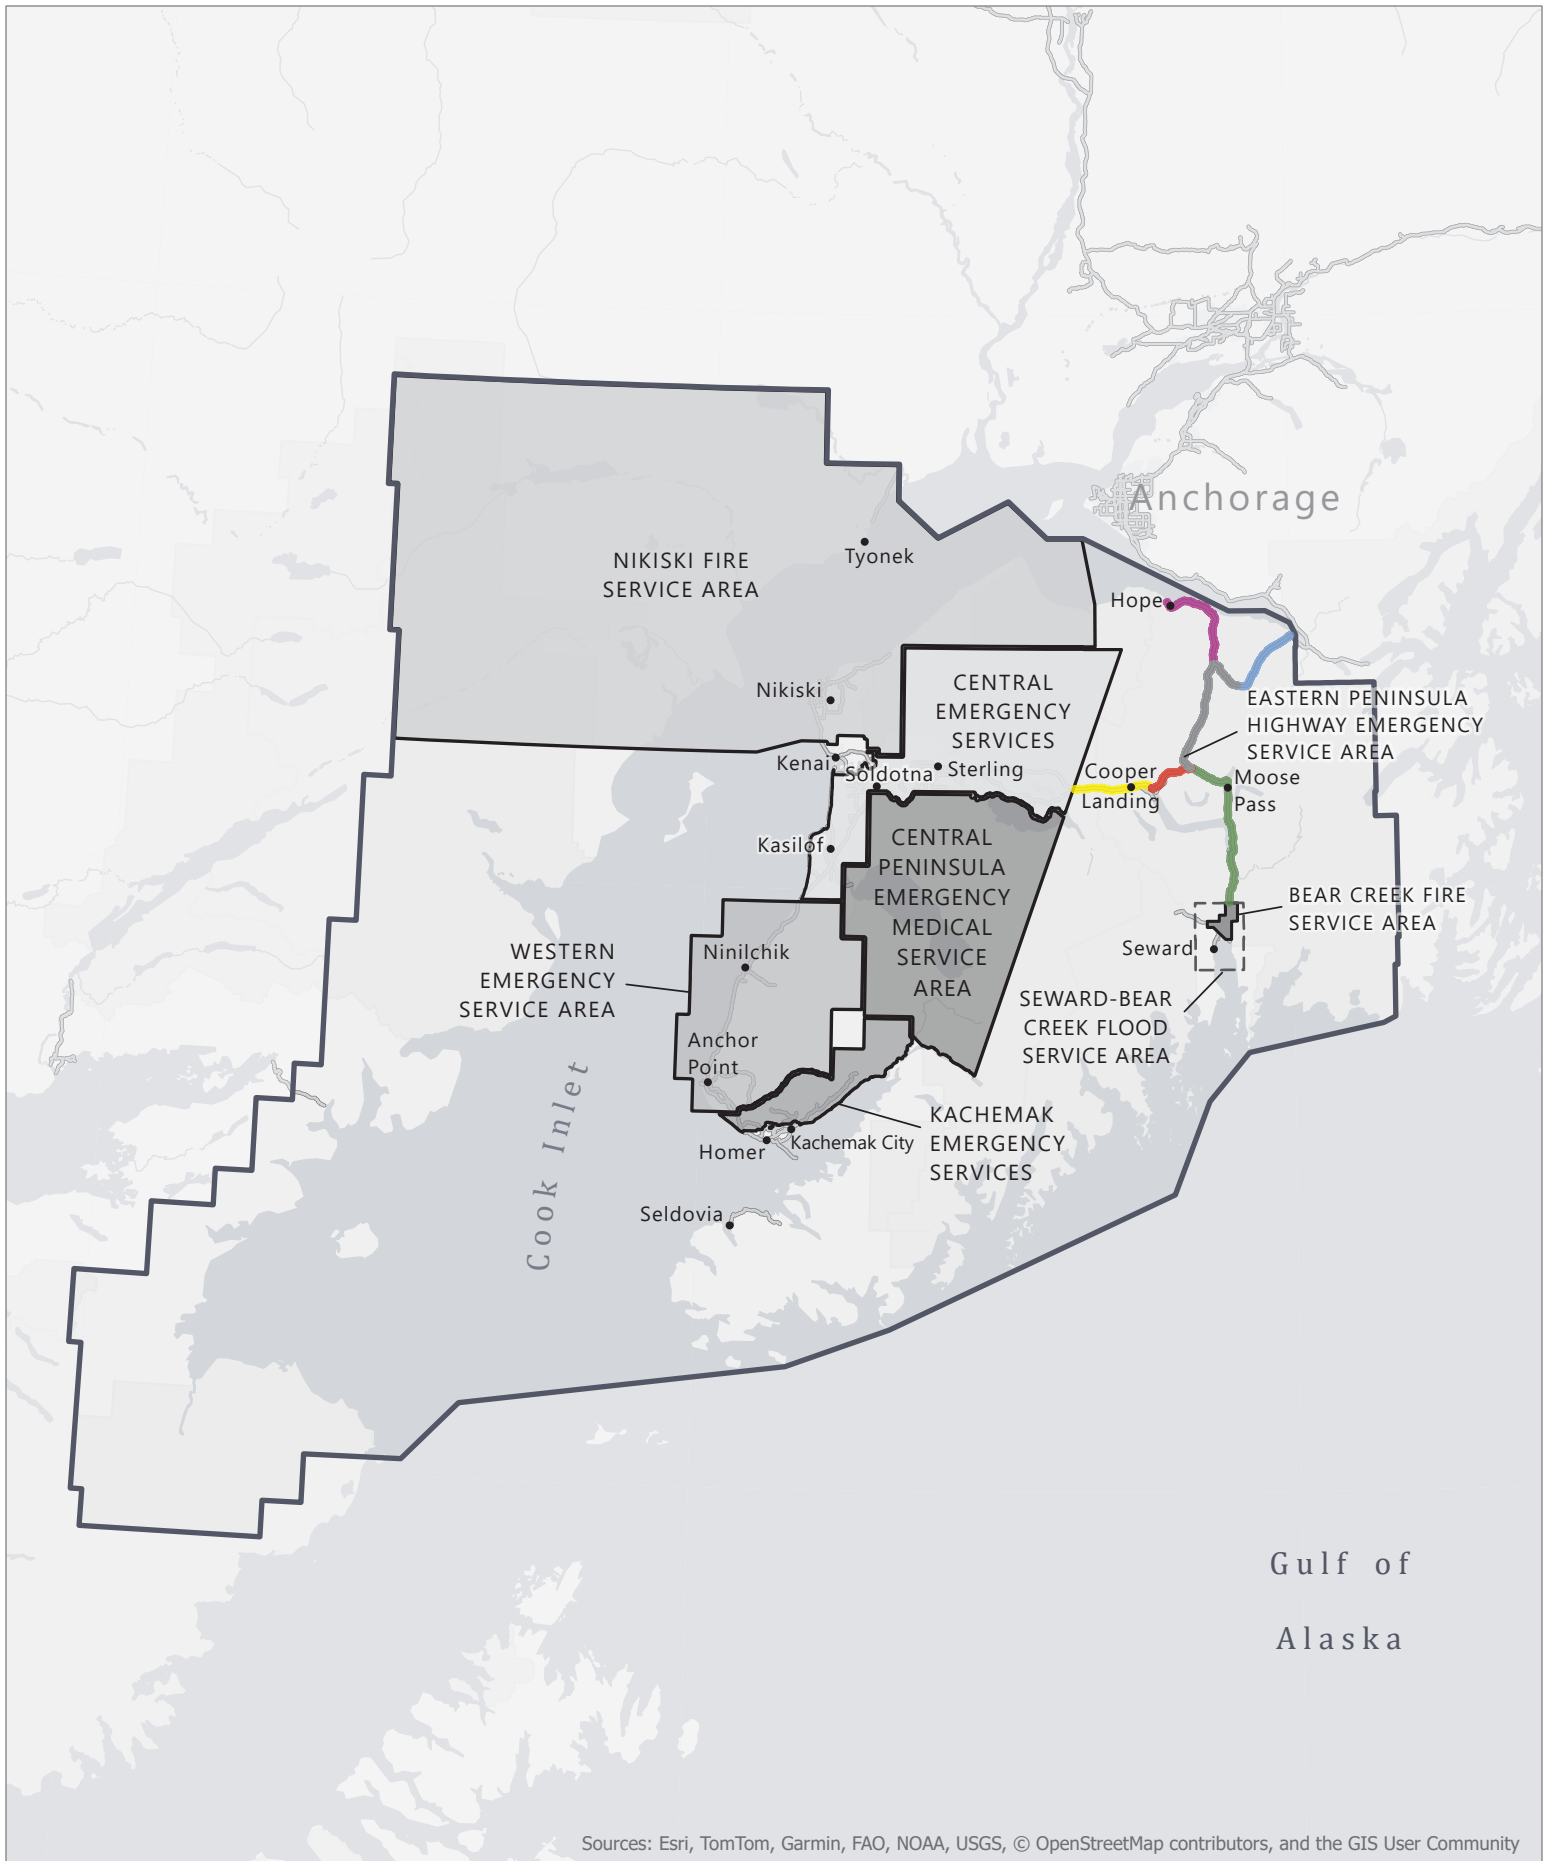 Anchorage
NIKISKI FIRE
SERVICE AREA
Tyonek
Hope
Nikiski
CENTRAL
EMERGENCY
SERVICES
EASTERN PENINSULA
HIGHWAY EMERGENCY
SERVICE AREA
Kenai
Soldotna
Sterling
Cooper
Landing
Moose
Pass
Kasilof
CENTRAL
PENINSULA
EMERGENCY
MEDICAL
SERVICE
AREA
BEAR CREEK FIRE
SERVICE AREA
WESTERN
EMERGENCY
SERVICE AREA
Ninilchik
Seward
SEWARD-BEAR
CREEK FLOOD
SERVICE AREA
Anchor
Point
Cook Inlet
KACHEMAK
EMERGENCY
SERVICES
Homer
Kachemak City
Seldovia
Gulf of
Alaska
Sources: Esri, TomTom, Garmin, FAO, NOAA, USGS, © OpenStreetMap contributors, and the GIS User Community